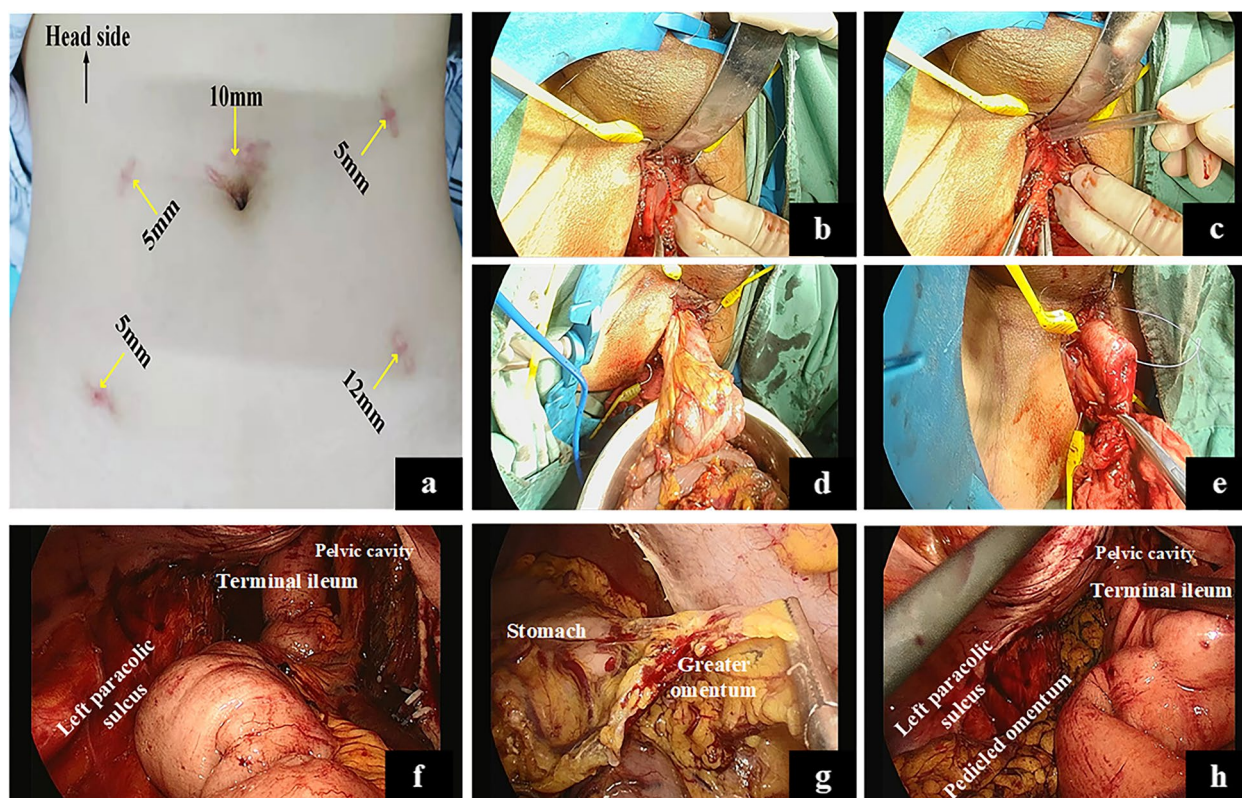 Head side
10mm
5mm
5mm
5mm
12mm
a
b
c
d
e
Pelvic cavity
Terminal ileum
Left paracolic
sulcus
f
Stomach
Greater
omentum
g
Pelvic cavity
Terminal ileum
Left paracolic
sulcus
Pedicled omentum
h